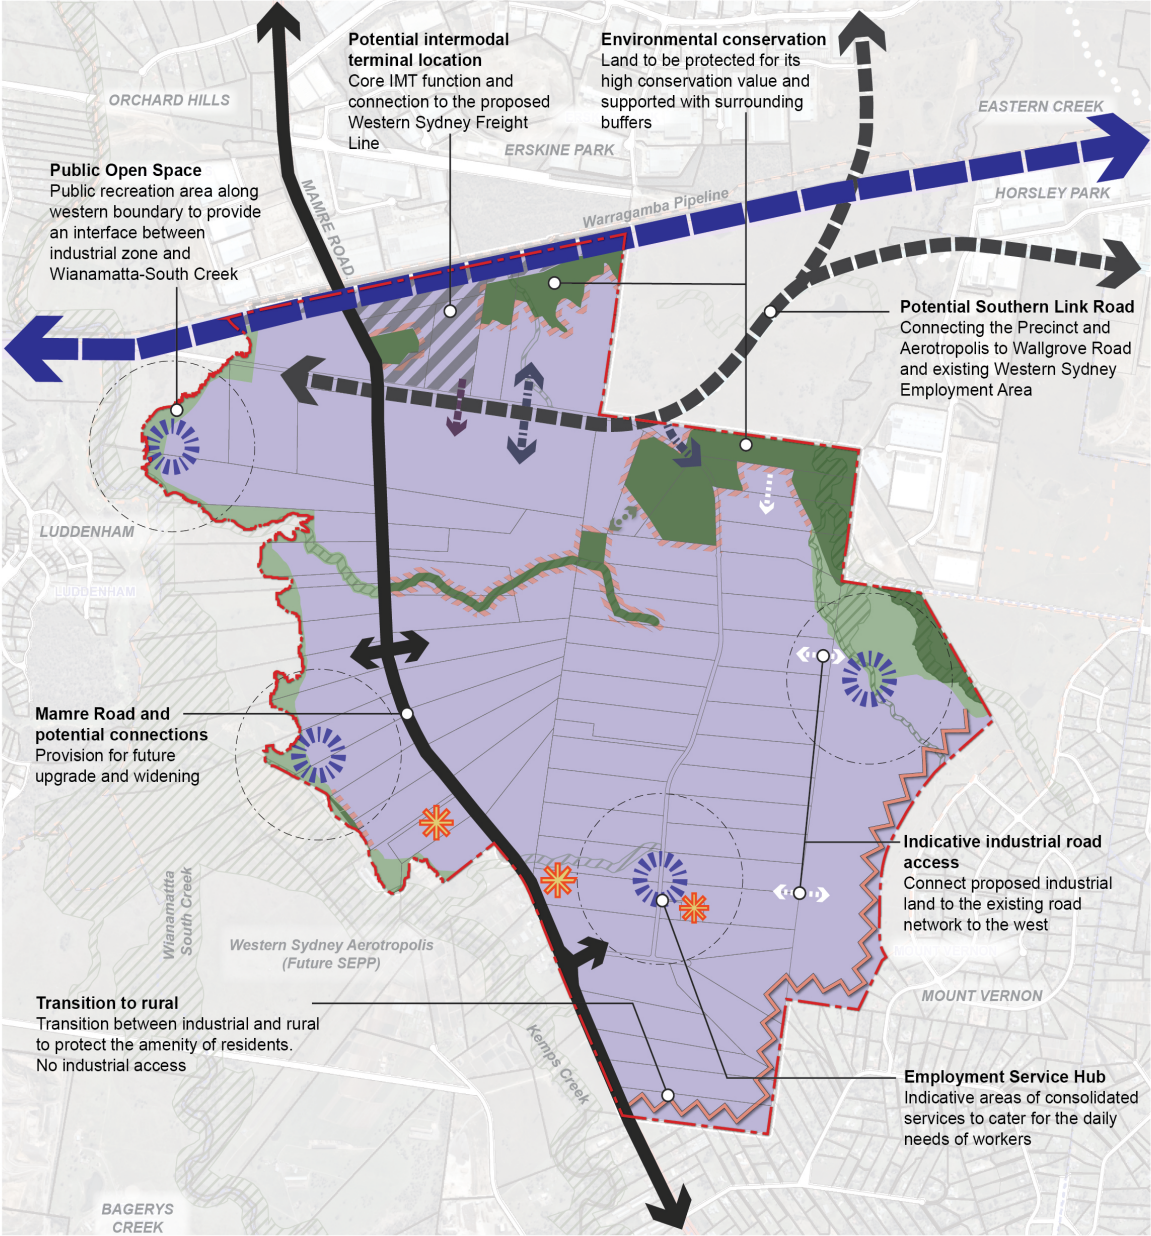 Potential intermodal
terminal location
Core IMT function and
connection to the proposed
Western Sydney Freight
Line
Environmental conservation
Land to be protected for its
high conservation value and
supported with surrounding
buffers
ORCHARD HILLS
EASTERN CREEK
ERSKINE PARK
Public Open Space
Public recreation area along
western boundary to provide
an interface between
industrial zone and
Wianamatta-South Creek
MAMRE ROAD
Warragamba Pipeline
HORSLEY PARK
Potential Southern Link Road
Connecting the Precinct and
Aerotropolis to Wallgrove Road
and existing Western Sydney
Employment Area
LUDDENHAM
LUDDENHAM
Mamre Road and
potential connections
Provision for future
upgrade and widening
Indicative industrial road
access
Connect proposed industrial
land to the existing road
network to the west
Wianamattta
South Creek
Western Sydney Aerotropolis
(Future SEPP)
MOUNT VERNON
Transition to rural
Transition between industrial and rural
to protect the amenity of residents.
No industrial access
Kemps Creek
Employment Service Hub
Indicative areas of consolidated
services to cater for the daily
needs of workers
BAGERYS
CREEK